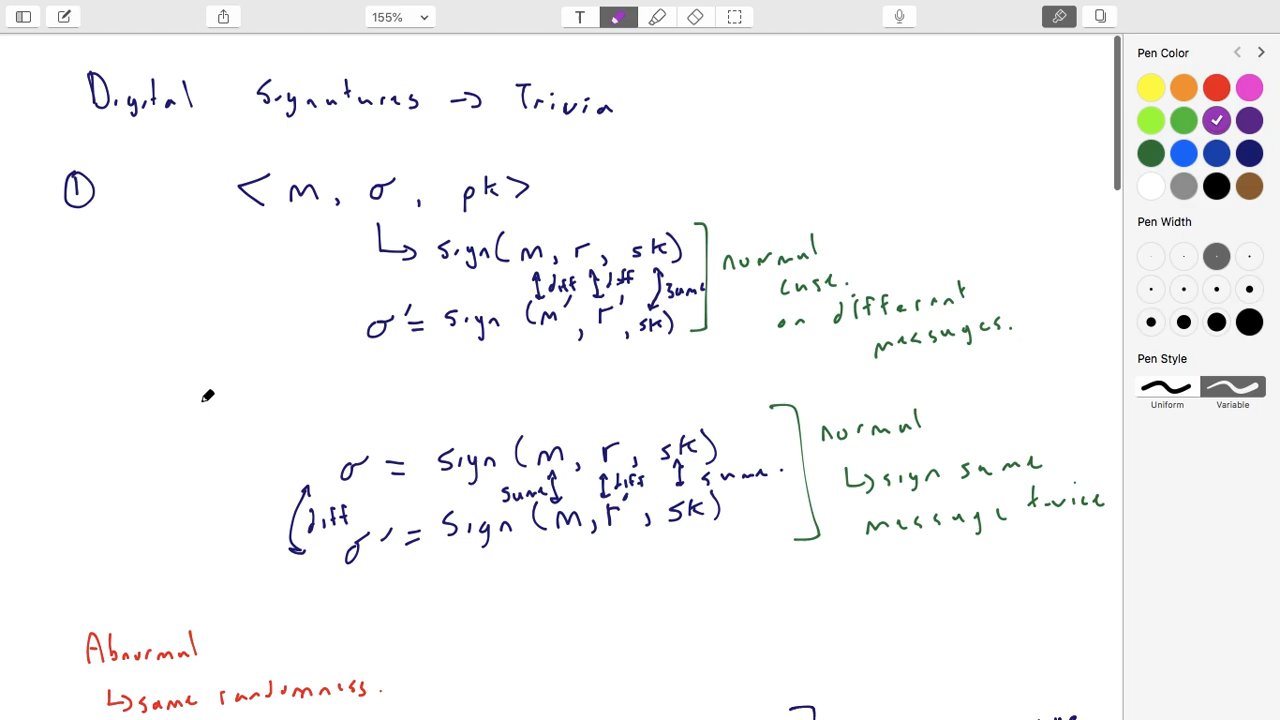 155%
T
Pen Color
Digital Signatures → Trivia
① < m, σ, pk>
↳ sign( m, r, sk)
normal case.
diff diff same
on different messages.
σ' = sign (m', r', sk)
Pen Width
Pen Style
Uniform Variable
σ = sign (m, r, sk)
normal
same diff same.
↳ sign same message twice
diff
σ' = sign (m, r', sk)
Abnormal
↳ same randomness.